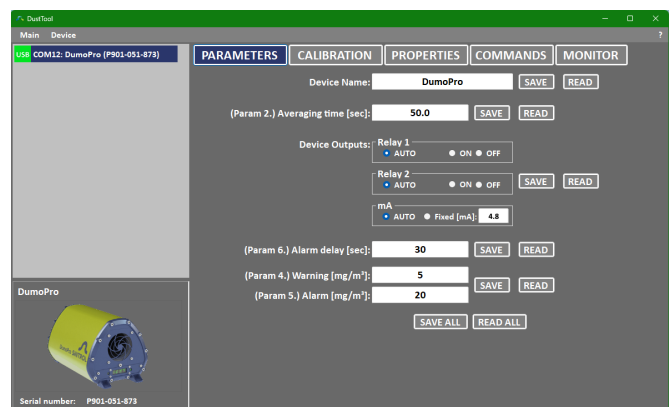 DustTool
Main Device ?
USB COM12: DumoPro (P901-051-873)
PARAMETERS CALIBRATION PROPERTIES COMMANDS MONITOR
Device Name: DumoPro SAVE READ
(Param 2.) Averaging time [sec]: 50.0 SAVE READ
Device Outputs: Relay 1
AUTO ON OFF
Relay 2
AUTO ON OFF SAVE READ
mA
AUTO Fixed [mA]: 4.8
(Param 6.) Alarm delay [sec]: 30 SAVE READ
(Param 4.) Warning [mg/m³]: 5
SAVE READ
(Param 5.) Alarm [mg/m³]: 20
SAVE ALL READ ALL
DumoPro
Serial number: P901-051-873